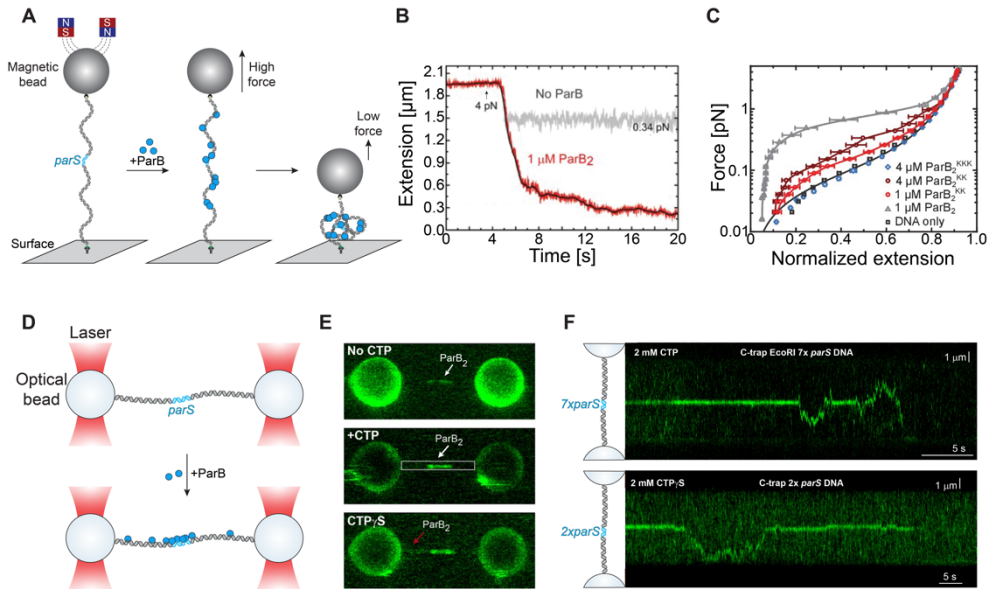 A
N
S
S
N
Magnetic
bead
High
force
parS
+ParB
Low
force
Surface
B
Extension [µm]
2.1
1.8
1.5
1.2
0.9
0.6
0.3
0.0
4 pN
No ParB
0.34 pN
1 µM ParB₂
0
4
8
12
16
20
Time [s]
C
Force [pN]
1
0.1
0.01
4 µM ParB₂ᴷᴷᴷ
4 µM ParB₂ᴷᴷ
1 µM ParB₂ᴷᴷ
1 µM ParB₂
DNA only
0.2
0.4
0.6
0.8
1.0
Normalized extension
D
Laser
Optical
bead
parS
+ParB
E
No CTP
ParB₂
+CTP
ParB₂
CTPγS
ParB₂
F
2 mM CTP
C-trap EcoRI 7x parS DNA
1 µm
7xparS
5 s
2 mM CTPγS
C-trap 2x parS DNA
1 µm
2xparS
5 s